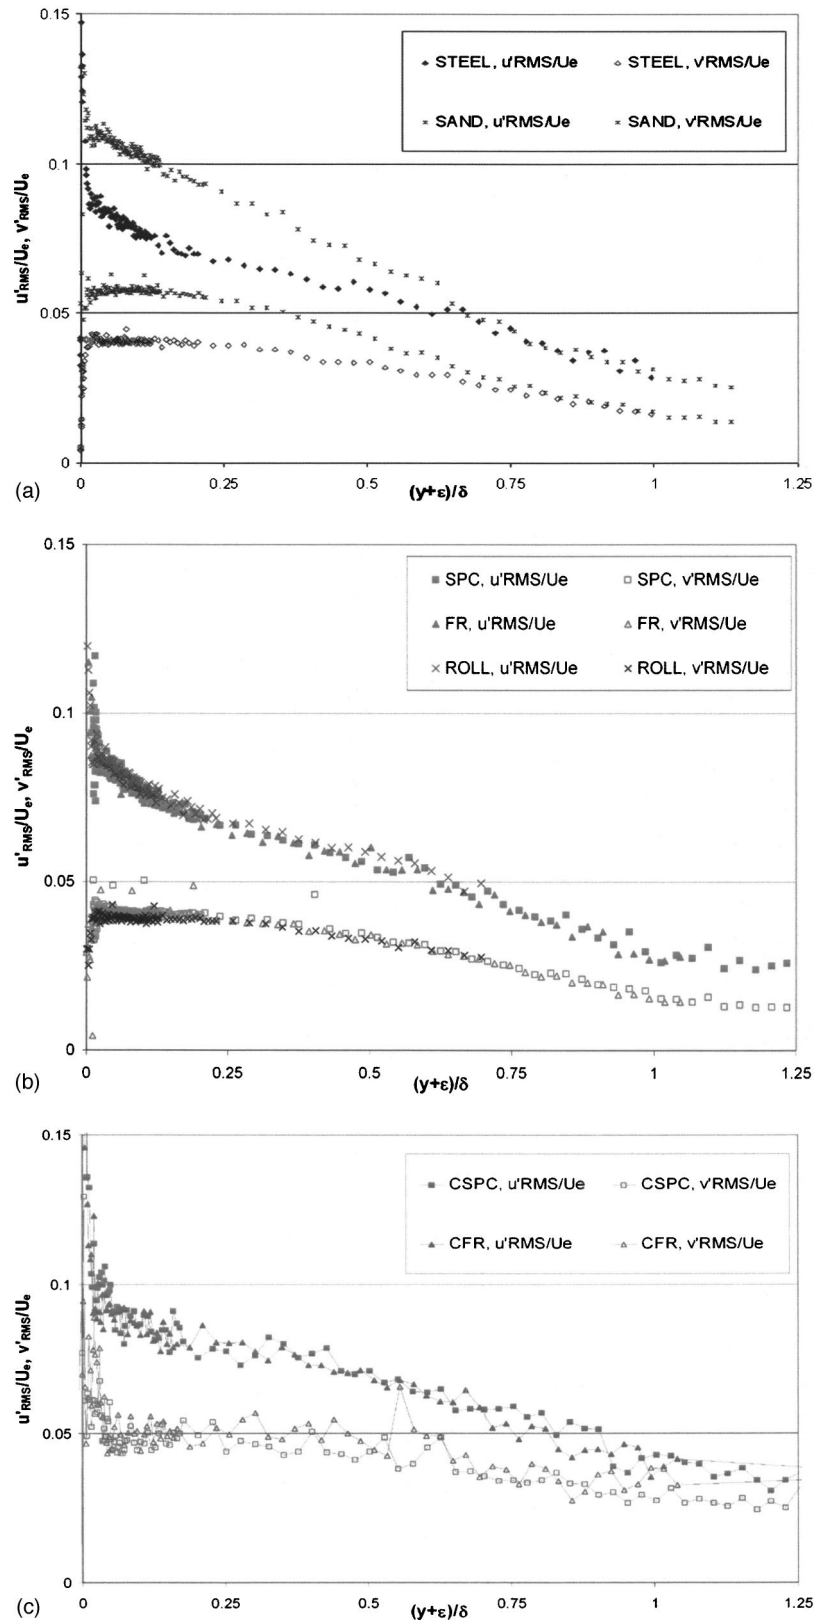 0.15
STEEL, u'RMS/Ue
STEEL, v'RMS/Ue
SAND, u'RMS/Ue
SAND, v'RMS/Ue
0.1
u'RMS/Ue, v'RMS/Ue
0.05
0
0
0.25
0.5
0.75
1
1.25
(a)
(y+ε)/δ
0.15
SPC, u'RMS/Ue
SPC, v'RMS/Ue
FR, u'RMS/Ue
FR, v'RMS/Ue
ROLL, u'RMS/Ue
ROLL, v'RMS/Ue
0.1
u'RMS/Ue, v'RMS/Ue
0.05
0
0
0.25
0.5
0.75
1
1.25
(b)
(y+ε)/δ
0.15
CSPC, u'RMS/Ue
CSPC, v'RMS/Ue
CFR, u'RMS/Ue
CFR, v'RMS/Ue
0.1
u'RMS/Ue, v'RMS/Ue
0.05
0
0
0.25
0.5
0.75
1
1.25
(c)
(y+ε)/δ